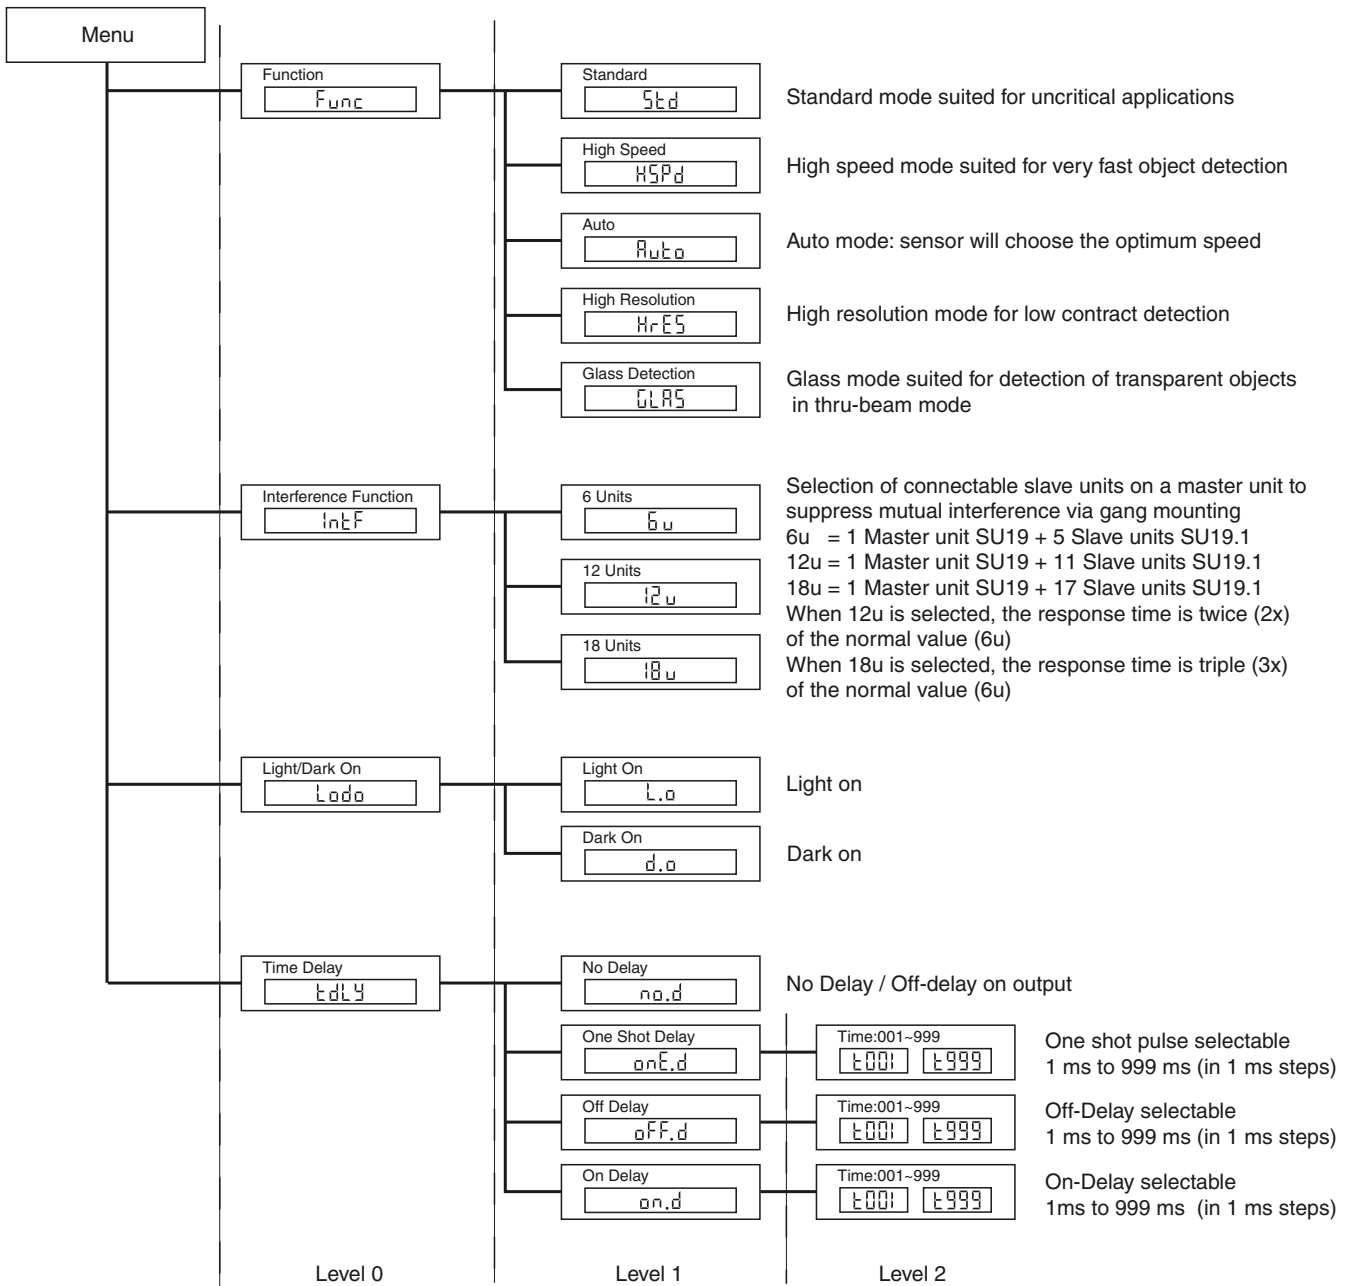 Menu
Function
Func
Standard
Std
Standard mode suited for uncritical applications
High Speed
HSPd
High speed mode suited for very fast object detection
Auto
Auto
Auto mode: sensor will choose the optimum speed
High Resolution
HrES
High resolution mode for low contract detection
Glass Detection
GLAS
Glass mode suited for detection of transparent objects
in thru-beam mode
Interference Function
IntF
6 Units
6u
12 Units
12u
18 Units
18u
Selection of connectable slave units on a master unit to
suppress mutual interference via gang mounting
6u = 1 Master unit SU19 + 5 Slave units SU19.1
12u = 1 Master unit SU19 + 11 Slave units SU19.1
18u = 1 Master unit SU19 + 17 Slave units SU19.1
When 12u is selected, the response time is twice (2x)
of the normal value (6u)
When 18u is selected, the response time is triple (3x)
of the normal value (6u)
Light/Dark On
Lodo
Light On
L.o
Light on
Dark On
d.o
Dark on
Time Delay
tdLY
No Delay
no.d
No Delay / Off-delay on output
One Shot Delay
onE.d
Time:001~999
t001 t999
One shot pulse selectable
1 ms to 999 ms (in 1 ms steps)
Off Delay
oFF.d
Time:001~999
t001 t999
Off-Delay selectable
1 ms to 999 ms (in 1 ms steps)
On Delay
on.d
Time:001~999
t001 t999
On-Delay selectable
1ms to 999 ms (in 1 ms steps)
Level 0 Level 1 Level 2